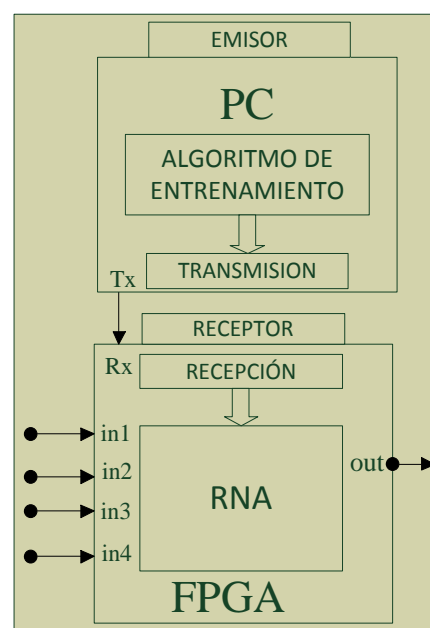 EMISOR
PC
ALGORITMO DE
ENTRENAMIENTO
TRANSMISION
Tx
RECEPTOR
Rx
RECEPCIÓN
in1
in2
in3
in4
RNA
out
FPGA